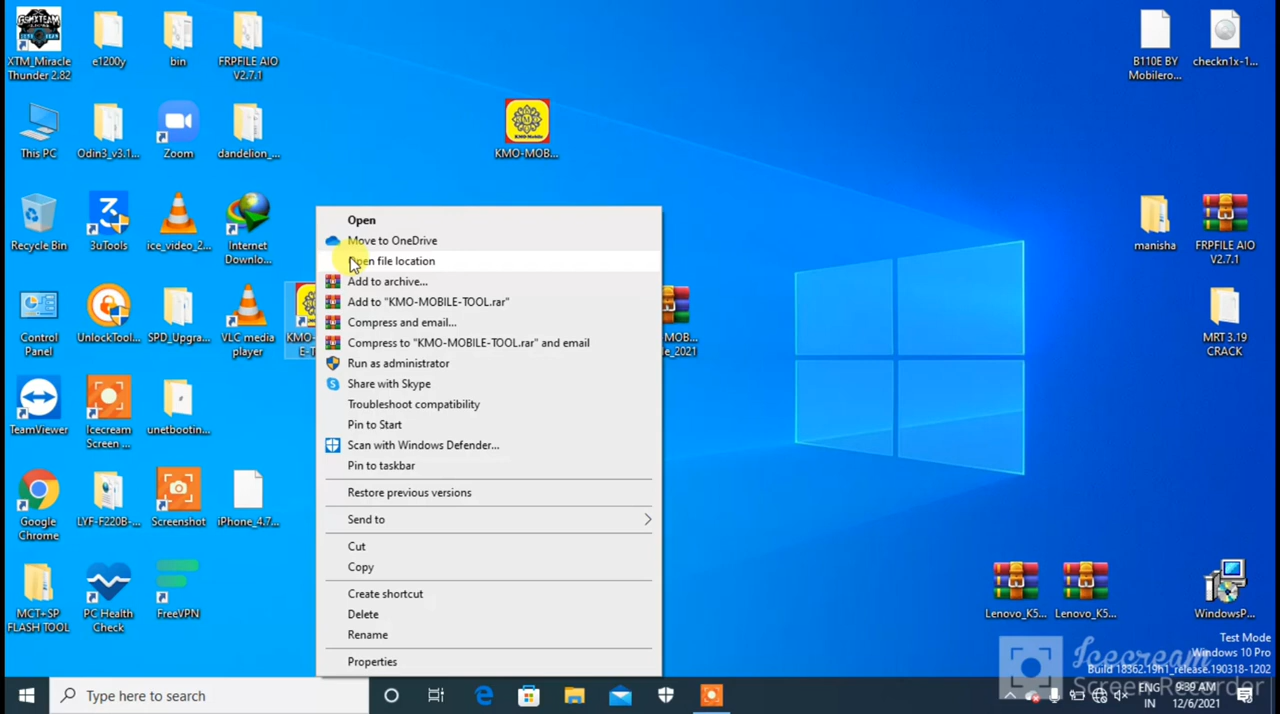 XTM_Miracle
Thunder 2.82
e1200y
bin
FRPFILE AIO
V2.7.1
KMO-Mobile
KMO-MOB...
B110E BY
Mobilero...
checkn1x-1...
This PC
Odin3_v3.1...
Zoom
dandelion_...
Recycle Bin
3uTools
ice_video_2...
Internet
Downlo...
manisha
FRPFILE AIO
V2.7.1
Control
Panel
UnlockTool...
SPD_Upgra...
VLC media
player
MRT 3.19
CRACK
Open
Move to OneDrive
Open file location
Add to archive...
Add to "KMO-MOBILE-TOOL.rar"
Compress and email...
Compress to "KMO-MOBILE-TOOL.rar" and email
Run as administrator
Share with Skype
Troubleshoot compatibility
Pin to Start
Scan with Windows Defender...
Pin to taskbar
Restore previous versions
Send to
Cut
Copy
Create shortcut
Delete
Rename
Properties
TeamViewer
Icecream
Screen ...
unetbootin...
Google
Chrome
LYF-F220B-...
Screenshot
iPhone_4.7...
MCT+SP
FLASH TOOL
PC Health
Check
FreeVPN
Lenovo_K5...
Lenovo_K5...
WindowsP...
Test Mode
Windows 10 Pro
Build 18362.19h1_release.190318-1202
Icecream
Screen Recorder
Type here to search
ENG
IN
9:39 AM
12/6/2021